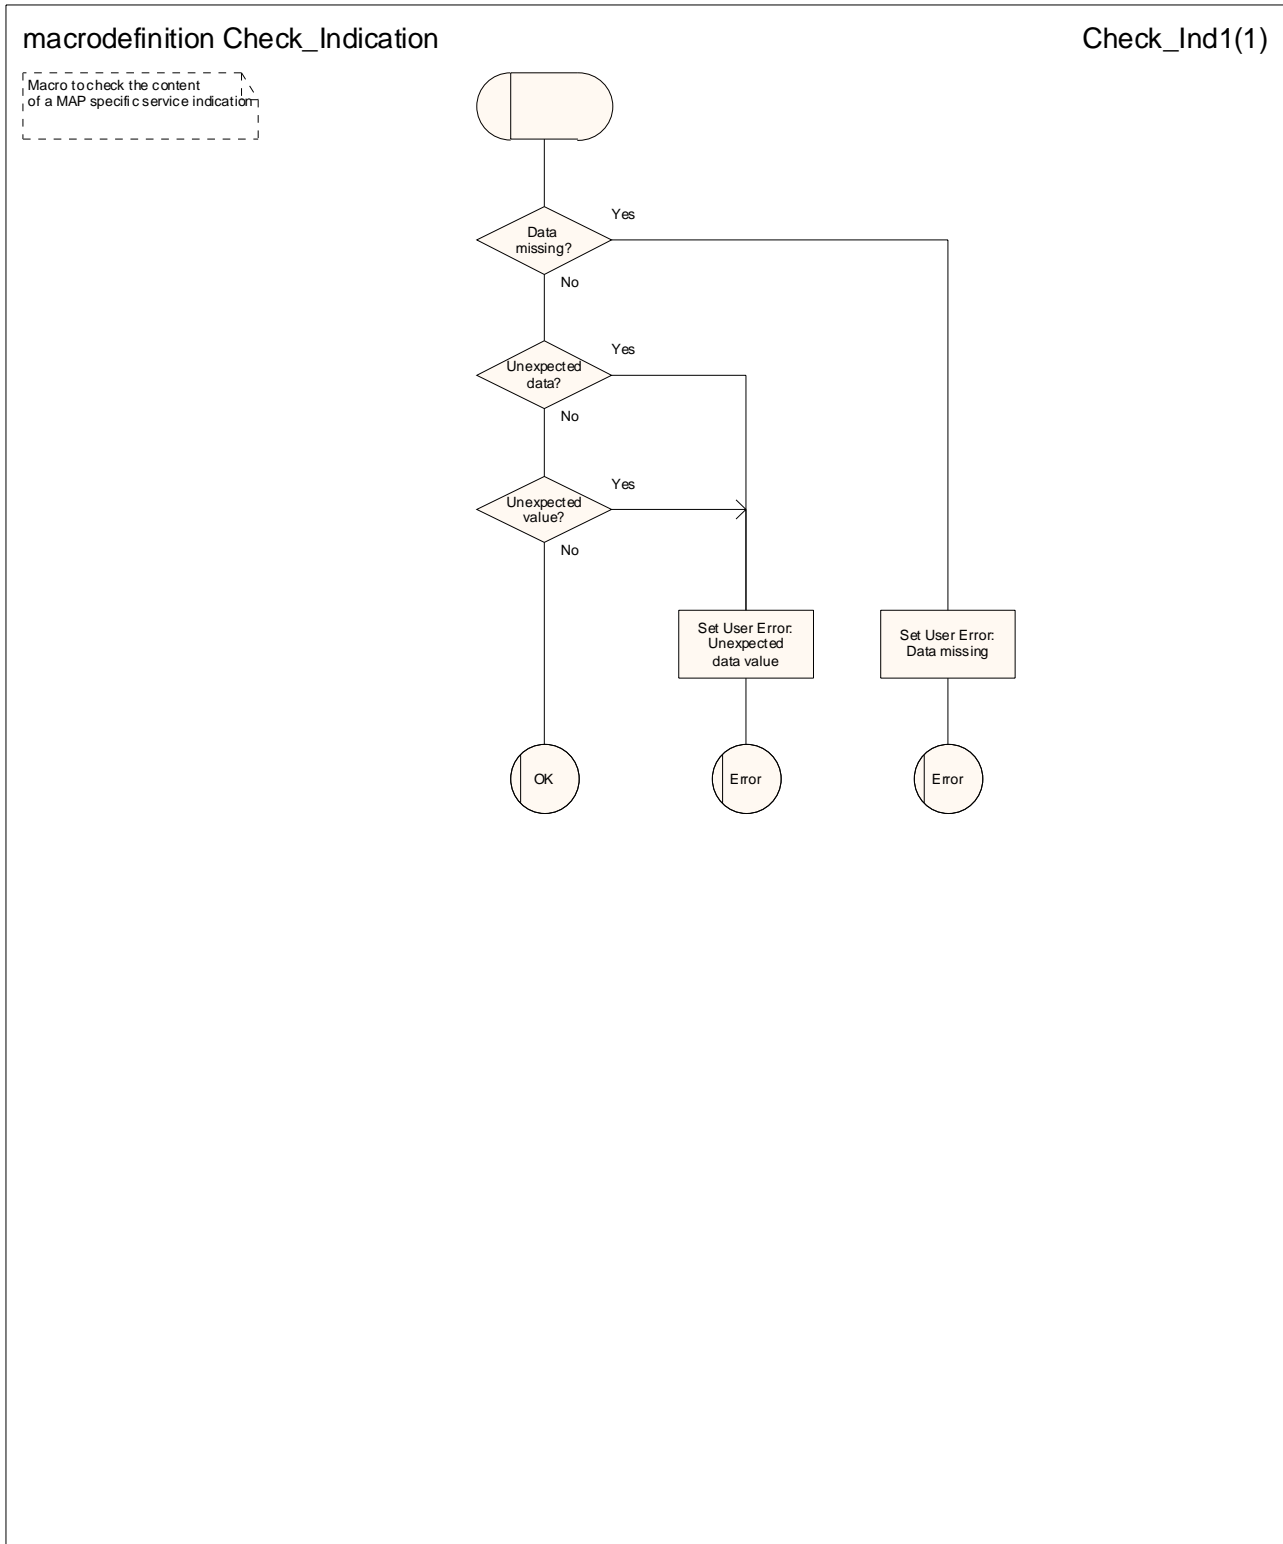 macrodefinition Check_Indication
Check_Ind1(1)
Macro to check the content
of a MAP specific service indication
Yes
Data
missing?
No
Yes
Unexpected
data?
No
Yes
Unexpected
value?
No
Set User Error:
Unexpected
data value
Set User Error:
Data missing
OK
Error
Error